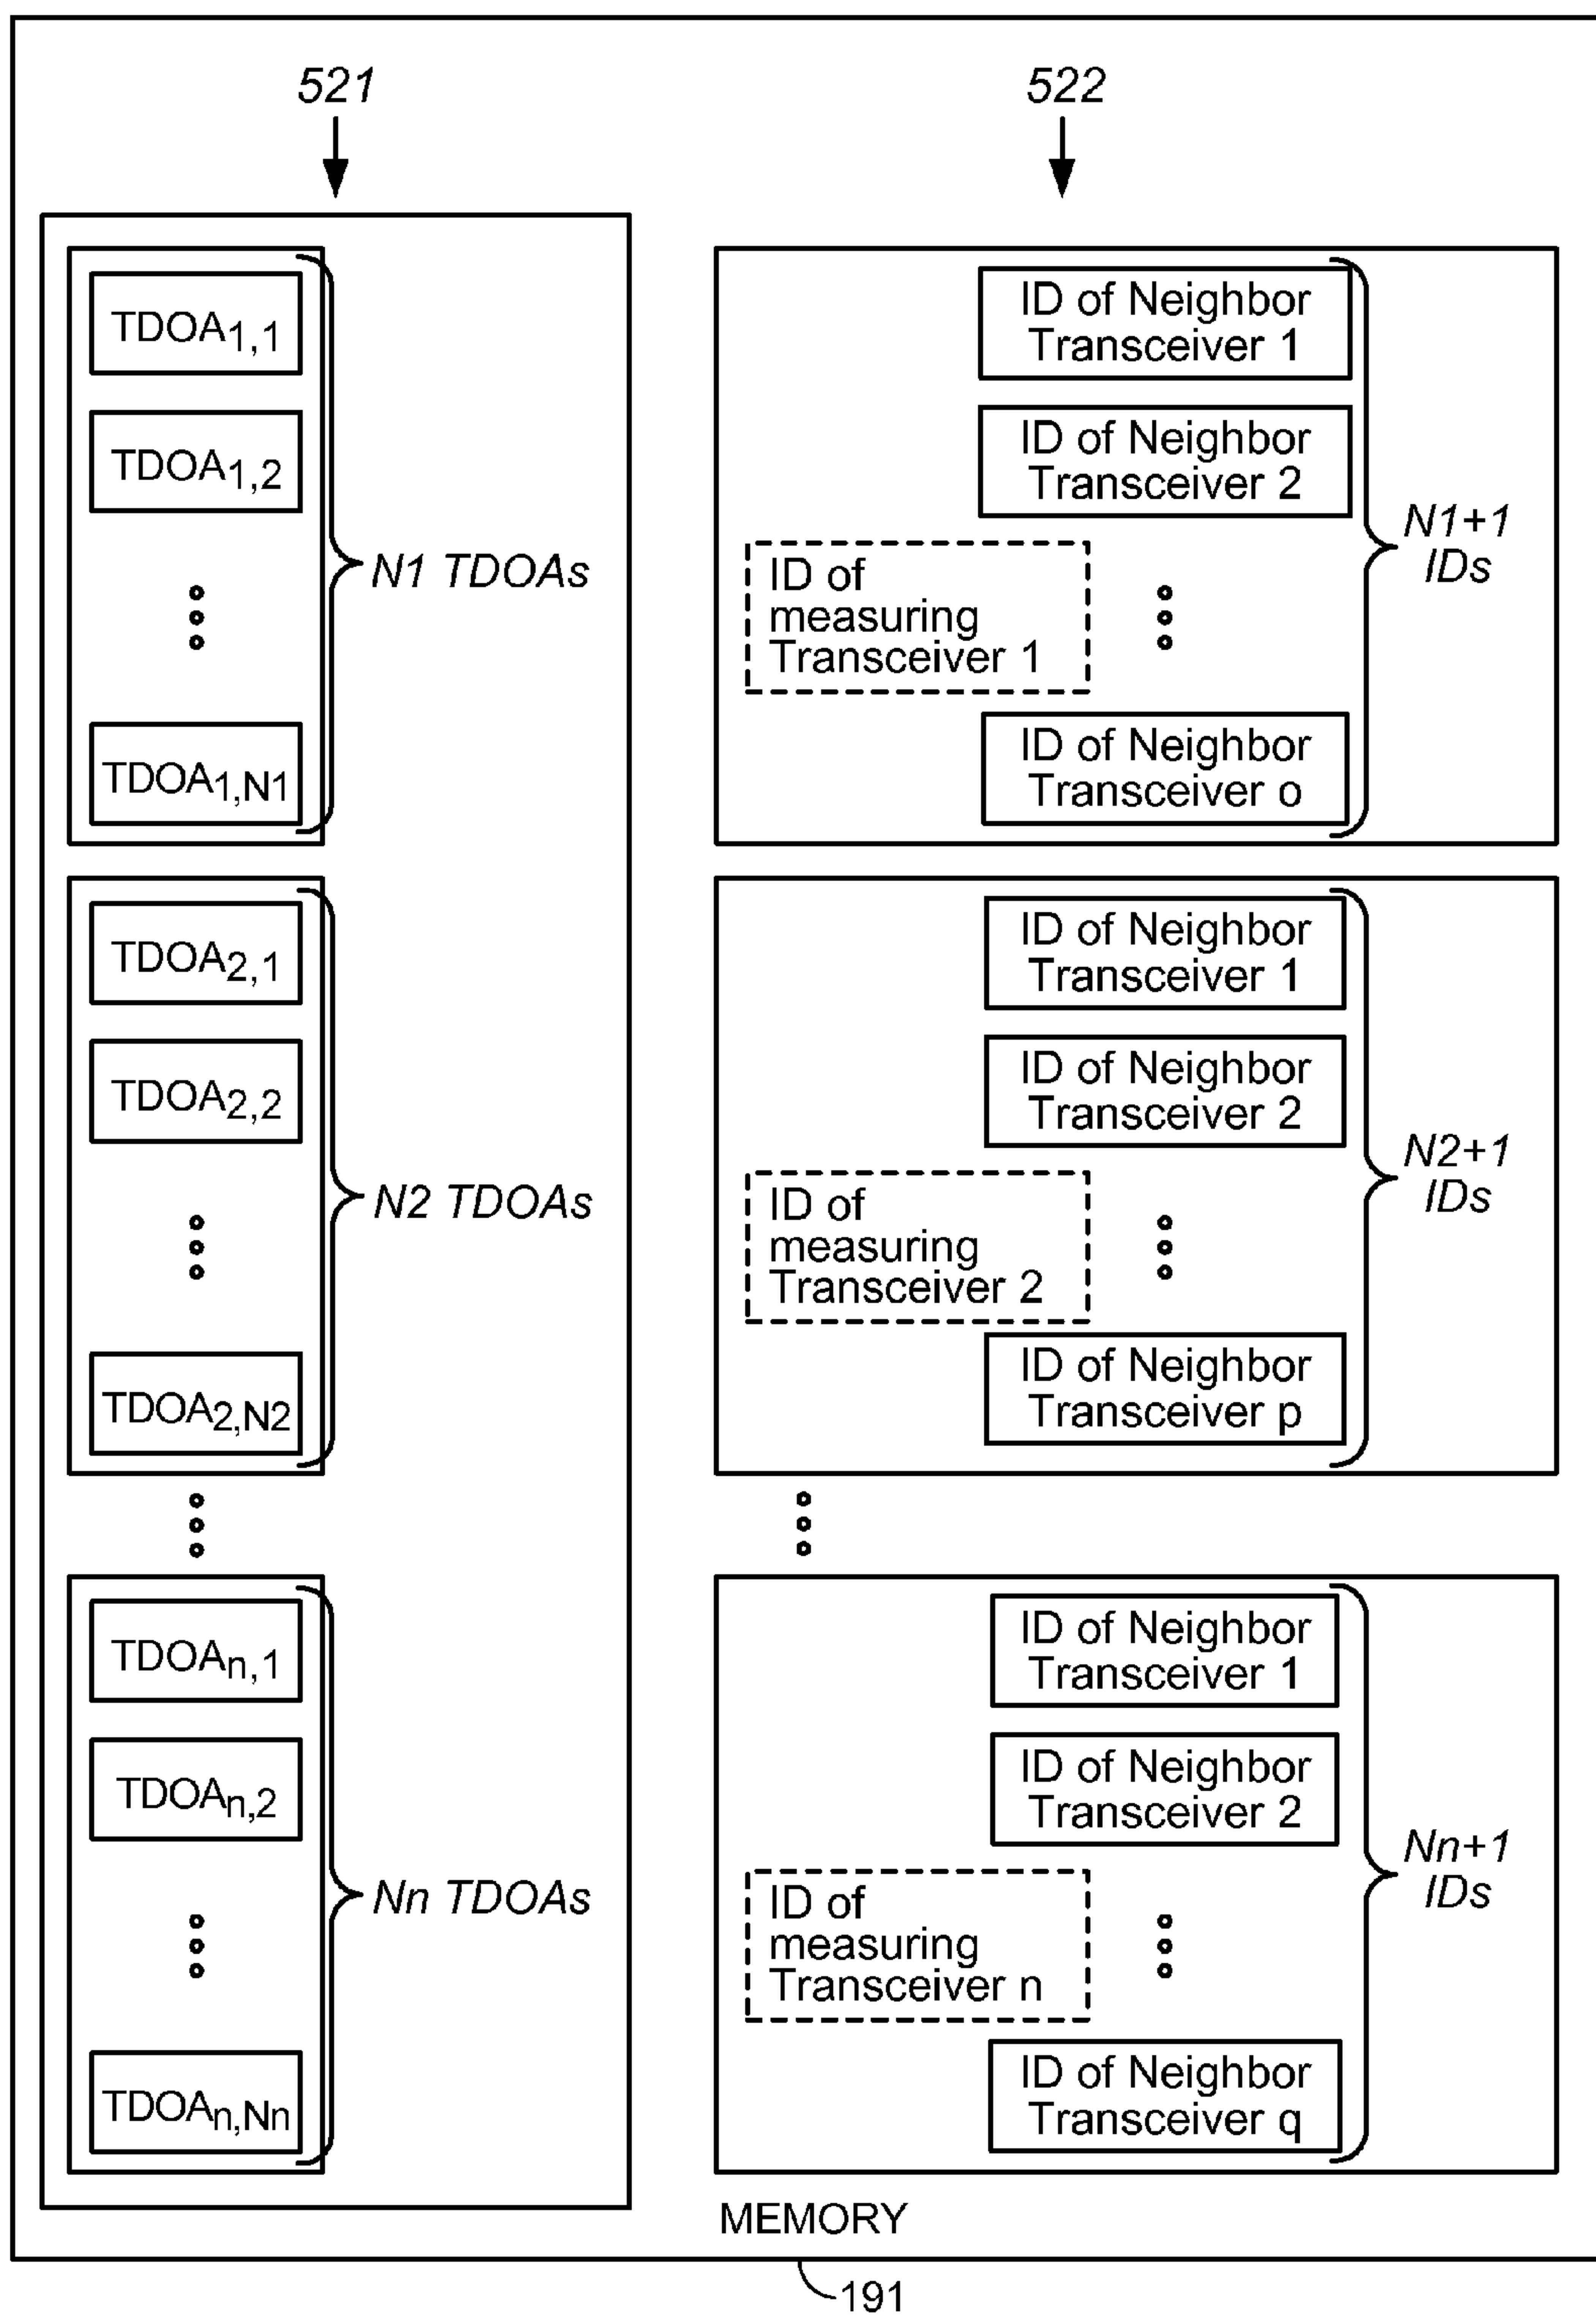 521
522
TDOA1,1
TDOA1,2
TDOA1,N1
N1 TDOAs
ID of Neighbor
Transceiver 1
ID of Neighbor
Transceiver 2
ID of
measuring
Transceiver 1
ID of Neighbor
Transceiver o
N1+1
IDs
TDOA2,1
TDOA2,2
TDOA2,N2
N2 TDOAs
ID of Neighbor
Transceiver 1
ID of Neighbor
Transceiver 2
ID of
measuring
Transceiver 2
ID of Neighbor
Transceiver p
N2+1
IDs
TDOAn,1
TDOAn,2
TDOAn,Nn
Nn TDOAs
ID of Neighbor
Transceiver 1
ID of Neighbor
Transceiver 2
ID of
measuring
Transceiver n
ID of Neighbor
Transceiver q
Nn+1
IDs
MEMORY
191